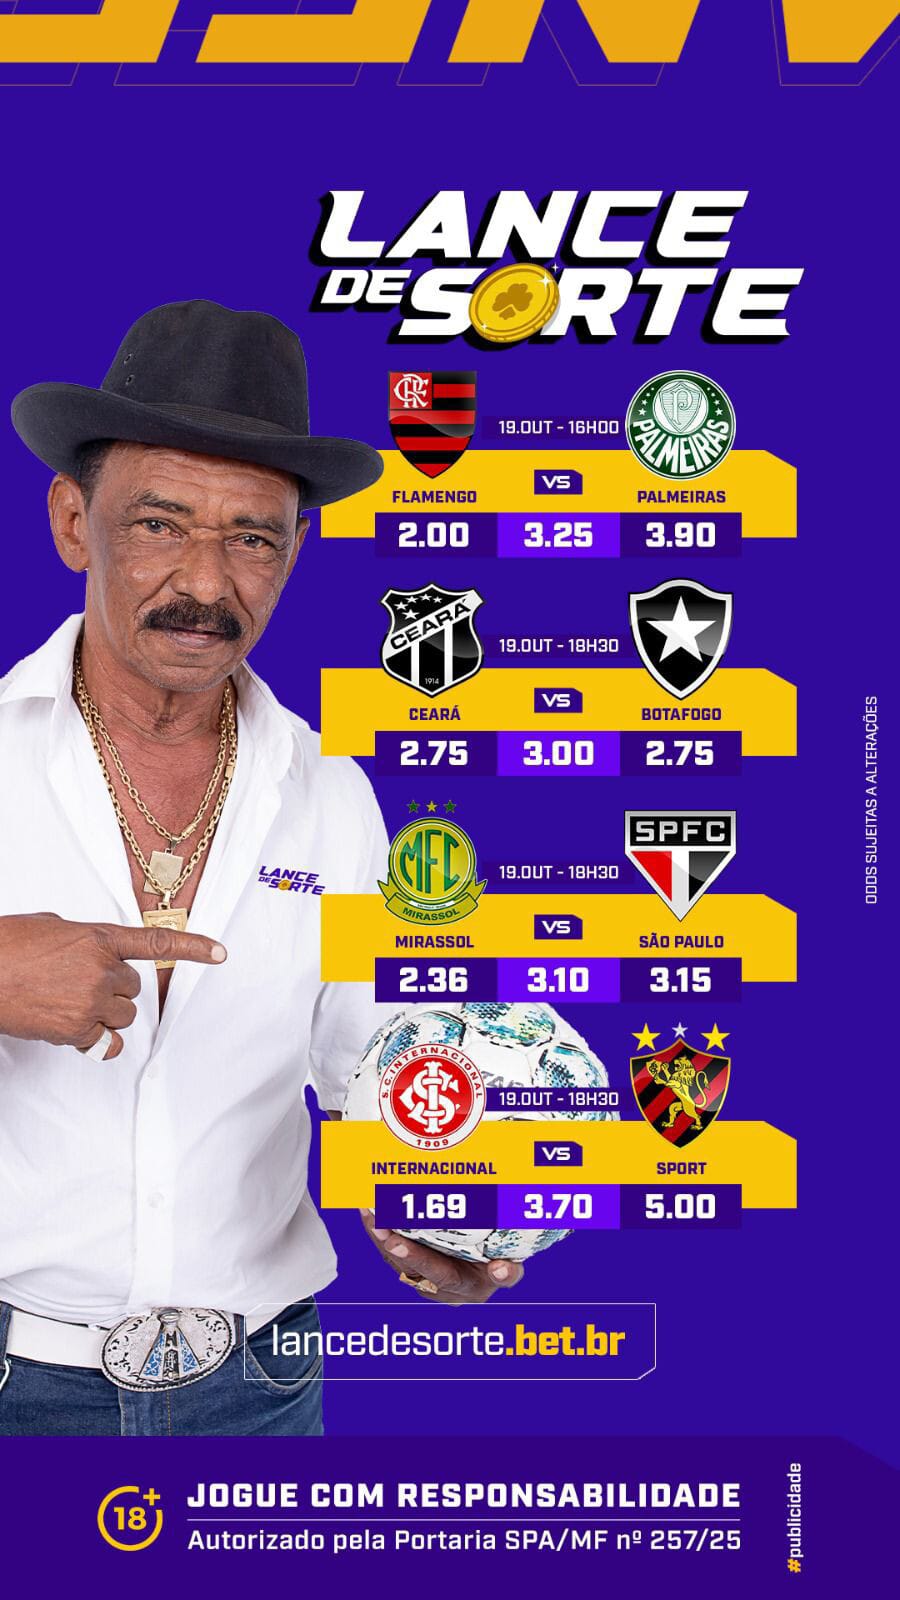 LANCE
DE SORTE
19.OUT - 16H00
VS
FLAMENGO
PALMEIRAS
2.00
3.25
3.90
PALMEIRAS
CEARÁ
1914
19.OUT - 18H30
VS
CEARÁ
BOTAFOGO
2.75
3.00
2.75
MFC
MIRASSOL
SPFC
19.OUT - 18H30
VS
MIRASSOL
SÃO PAULO
2.36
3.10
3.15
S.C. INTERNACIONAL
1909
19.OUT - 18H30
VS
INTERNACIONAL
SPORT
1.69
3.70
5.00
LANCE
DE SORTE
ODDS SUJEITAS A ALTERAÇÕES
lancedesorte.bet.br
18+
JOGUE COM RESPONSABILIDADE
Autorizado pela Portaria SPA/MF nº 257/25
#publicidade